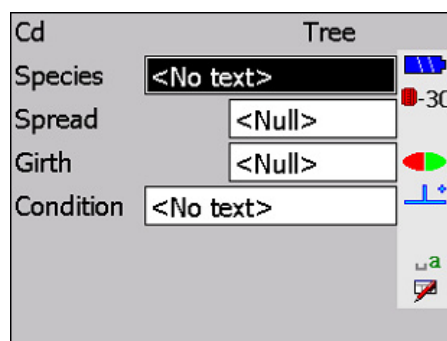 Cd Tree
Species <No text>
Spread <Null>
Girth <Null>
Condition <No text>
-30
a